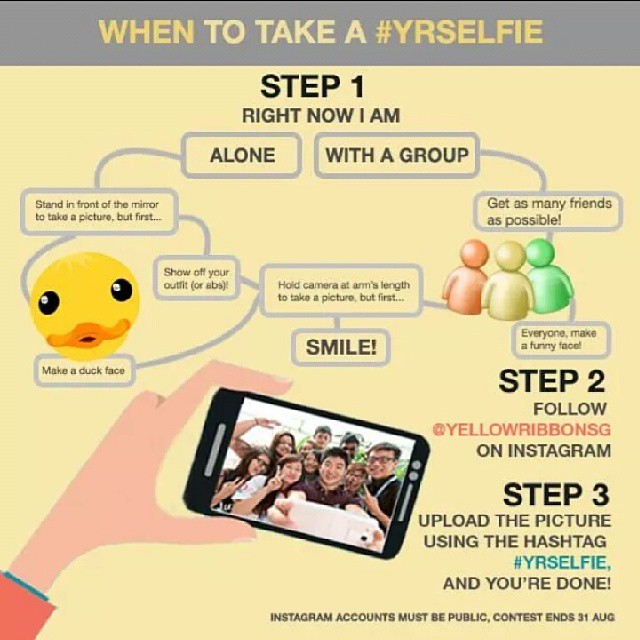 WHEN TO TAKE A #YRSELFIE
STEP 1
RIGHT NOW I AM
ALONE
WITH A GROUP
Stand in front of the mirror
to take a picture, but first...
Get as many friends
as possible!
Show off your
outfit (or abs)!
Hold camera at arm's length
to take a picture, but first...
Everyone, make
a funny face!
SMILE!
Make a duck face
STEP 2
FOLLOW
@YELLOWRIBBONSG
ON INSTAGRAM
STEP 3
UPLOAD THE PICTURE
USING THE HASHTAG
#YRSELFIE,
AND YOU'RE DONE!
INSTAGRAM ACCOUNTS MUST BE PUBLIC, CONTEST ENDS 31 AUG